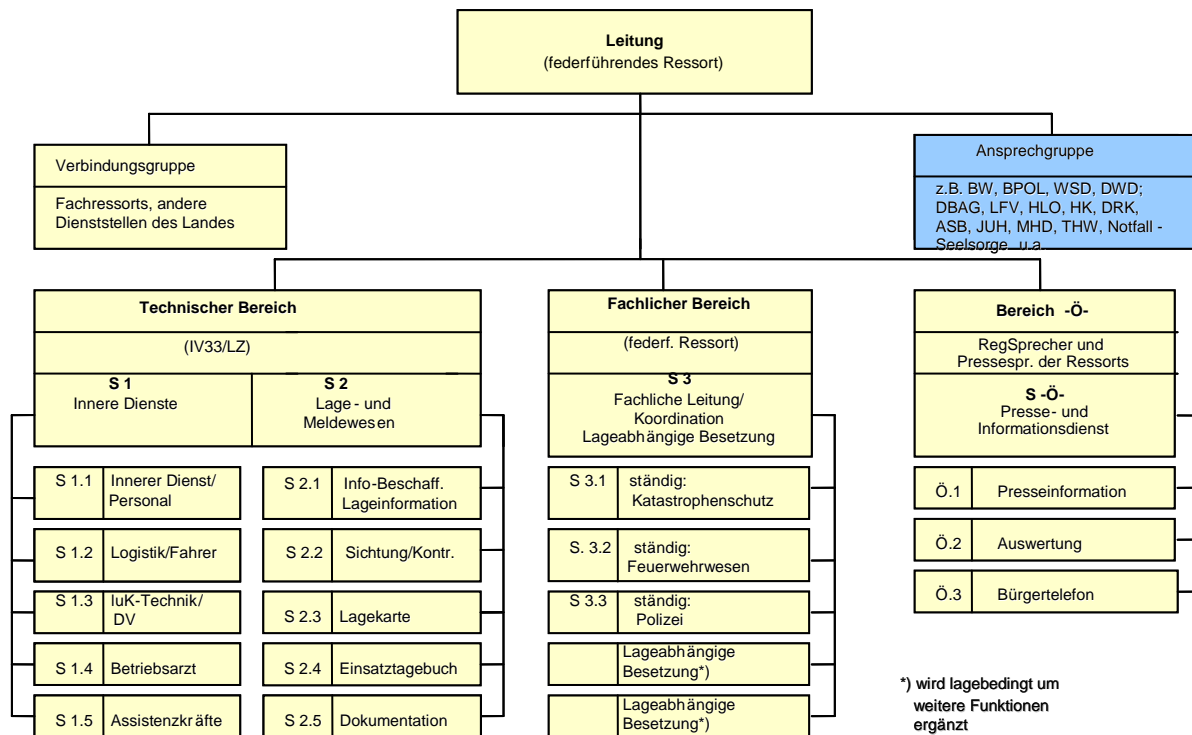 Leitung
(federführendes Ressort)
Verbindungsgruppe
Fachressorts, andere
Dienststellen des Landes
Ansprechgruppe
z.B. BW, BPOL, WSD, DWD;
DBAG, LFV, HLO, HK, DRK,
ASB, JUH, MHD, THW, Notfall -
Seelsorge u.a.
Technischer Bereich
(IV33/LZ)
S 1
Innere Dienste
S 2
Lage - und
Meldewesen
S 1.1 Innerer Dienst/
Personal
S 1.2 Logistik/Fahrer
S 1.3 IuK-Technik/
DV
S 1.4 Betriebsarzt
S 1.5 Assistenzkräfte
S 2.1 Info-Beschaff.
Lageinformation
S 2.2 Sichtung/Kontr.
S 2.3 Lagekarte
S 2.4 Einsatztagebuch
S 2.5 Dokumentation
Fachlicher Bereich
(federf. Ressort)
S 3
Fachliche Leitung/
Koordination
Lageabhängige Besetzung
S 3.1 ständig:
Katastrophenschutz
S. 3.2 ständig:
Feuerwehrwesen
S 3.3 ständig:
Polizei
Lageabhängige
Besetzung*)
Lageabhängige
Besetzung*)
Bereich -Ö-
RegSprecher und
Pressespr. der Ressorts
S -Ö-
Presse- und
Informationsdienst
Ö.1 Presseinformation
Ö.2 Auswertung
Ö.3 Bürgertelefon
*) wird lagebedingt um
weitere Funktionen
ergänzt